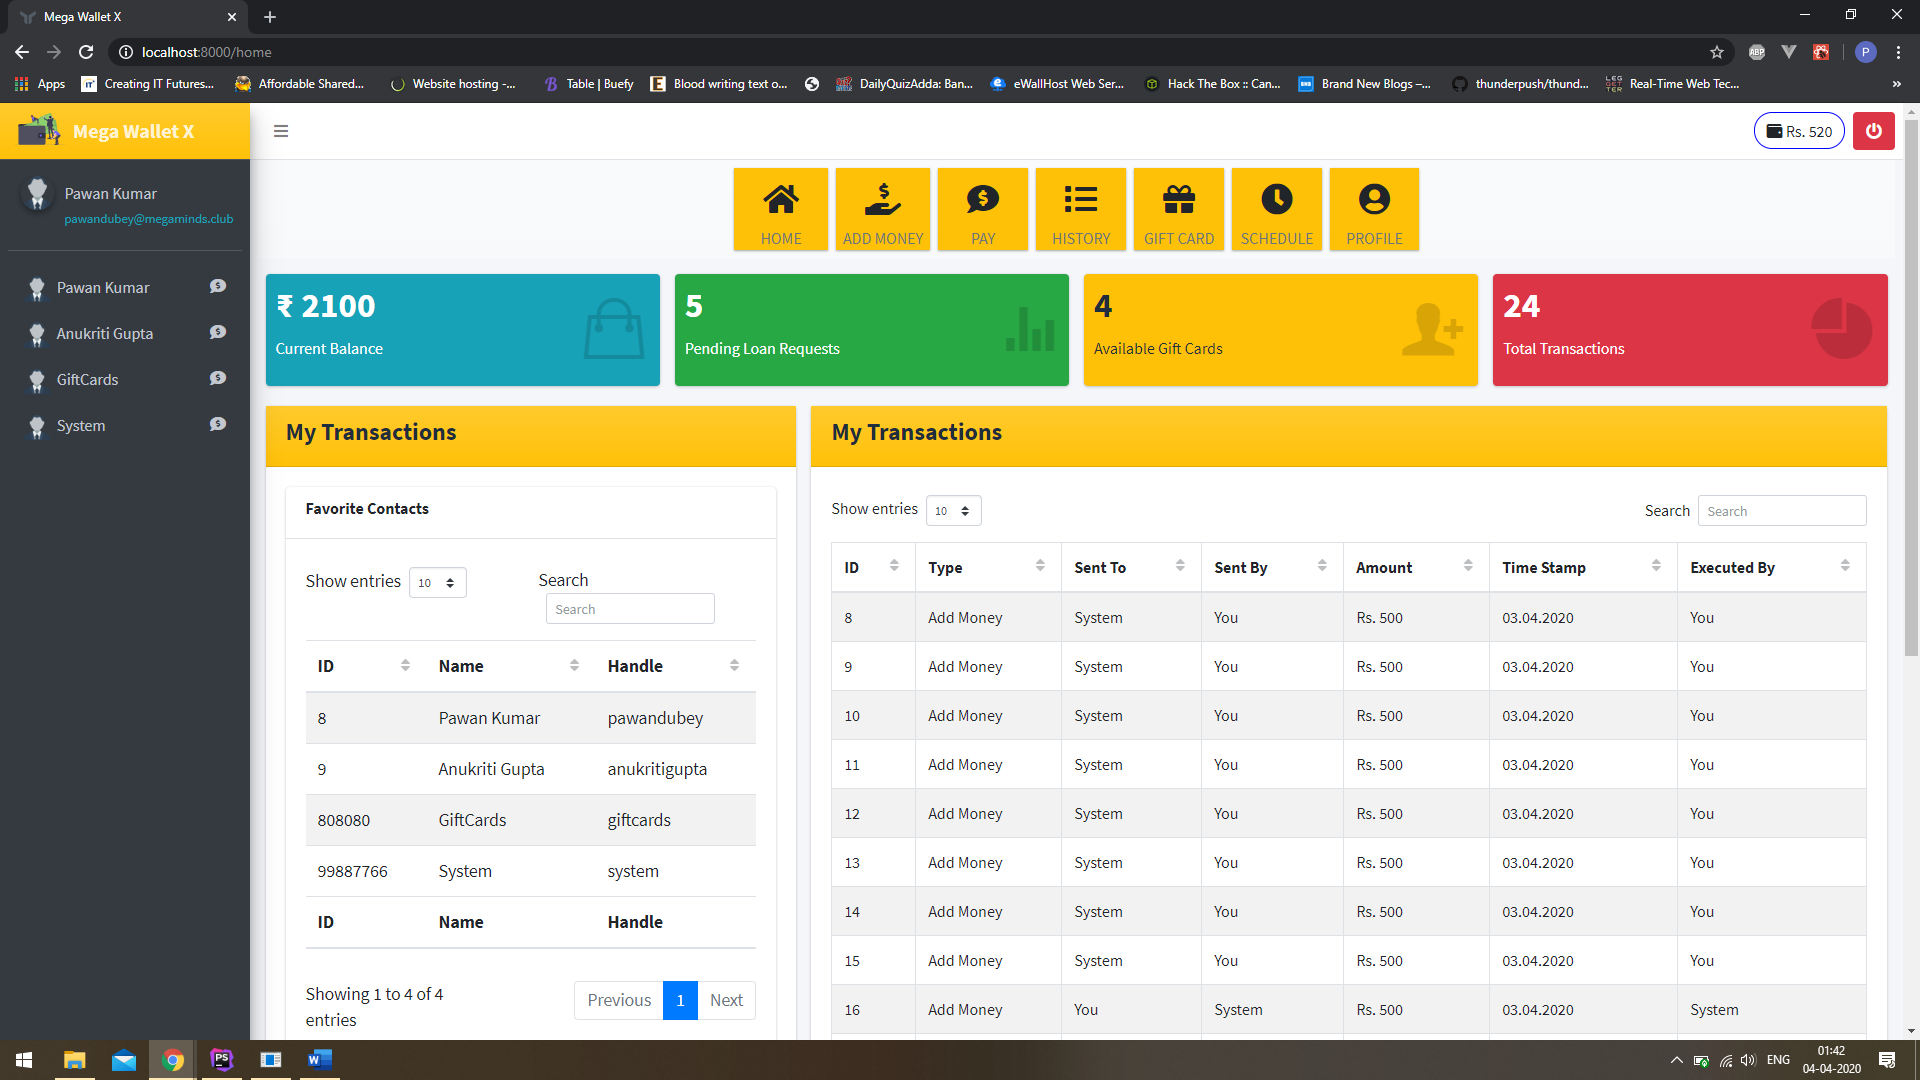 Mega Wallet X
localhost:8000/home
ABP
P
Apps
Creating IT Futures...
Affordable Shared...
Website hosting -...
Table | Buefy
Blood writing text o...
DailyQuizAdda: Ban...
eWallHost Web Ser...
Hack The Box :: Can...
Brand New Blogs –...
thunderpush/thund...
Real-Time Web Tec...
»
Mega Wallet X
Rs. 520
Pawan Kumar
pawandubey@megaminds.club
Pawan Kumar
Anukriti Gupta
GiftCards
System
HOME
ADD MONEY
PAY
HISTORY
GIFT CARD
SCHEDULE
PROFILE
₹ 2100
Current Balance
5
Pending Loan Requests
4
Available Gift Cards
24
Total Transactions
My Transactions
Favorite Contacts
Show entries 10
Search
Search
ID Name Handle
8 Pawan Kumar pawandubey
9 Anukriti Gupta anukritigupta
808080 GiftCards giftcards
99887766 System system
ID Name Handle
Showing 1 to 4 of 4
entries
Previous 1 Next
My Transactions
Show entries 10
Search Search
ID Type Sent To Sent By Amount Time Stamp Executed By
8 Add Money System You Rs. 500 03.04.2020 You
9 Add Money System You Rs. 500 03.04.2020 You
10 Add Money System You Rs. 500 03.04.2020 You
11 Add Money System You Rs. 500 03.04.2020 You
12 Add Money System You Rs. 500 03.04.2020 You
13 Add Money System You Rs. 500 03.04.2020 You
14 Add Money System You Rs. 500 03.04.2020 You
15 Add Money System You Rs. 500 03.04.2020 You
16 Add Money You System Rs. 500 03.04.2020 System
PS
W
ENG
01:42
04-04-2020